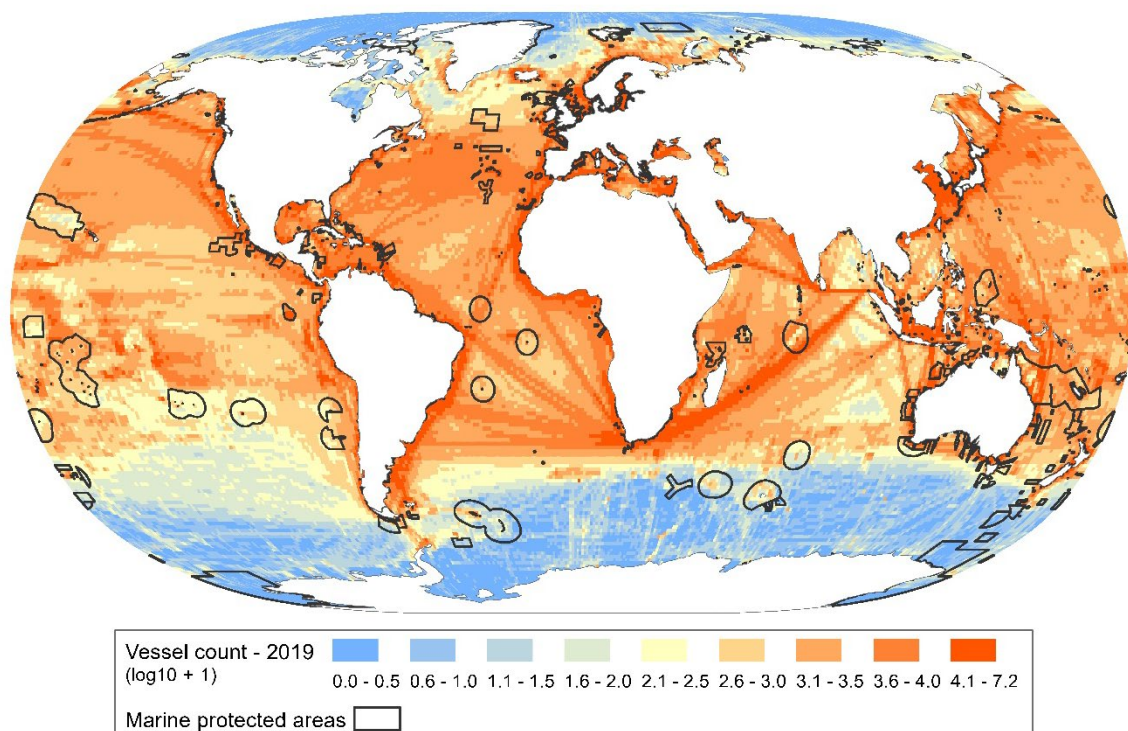 Vessel count - 2019
(log10 + 1)
0.0 - 0.5 0.6 - 1.0 1.1 - 1.5 1.6 - 2.0 2.1 - 2.5 2.6 - 3.0 3.1 - 3.5 3.6 - 4.0 4.1 - 7.2
Marine protected areas